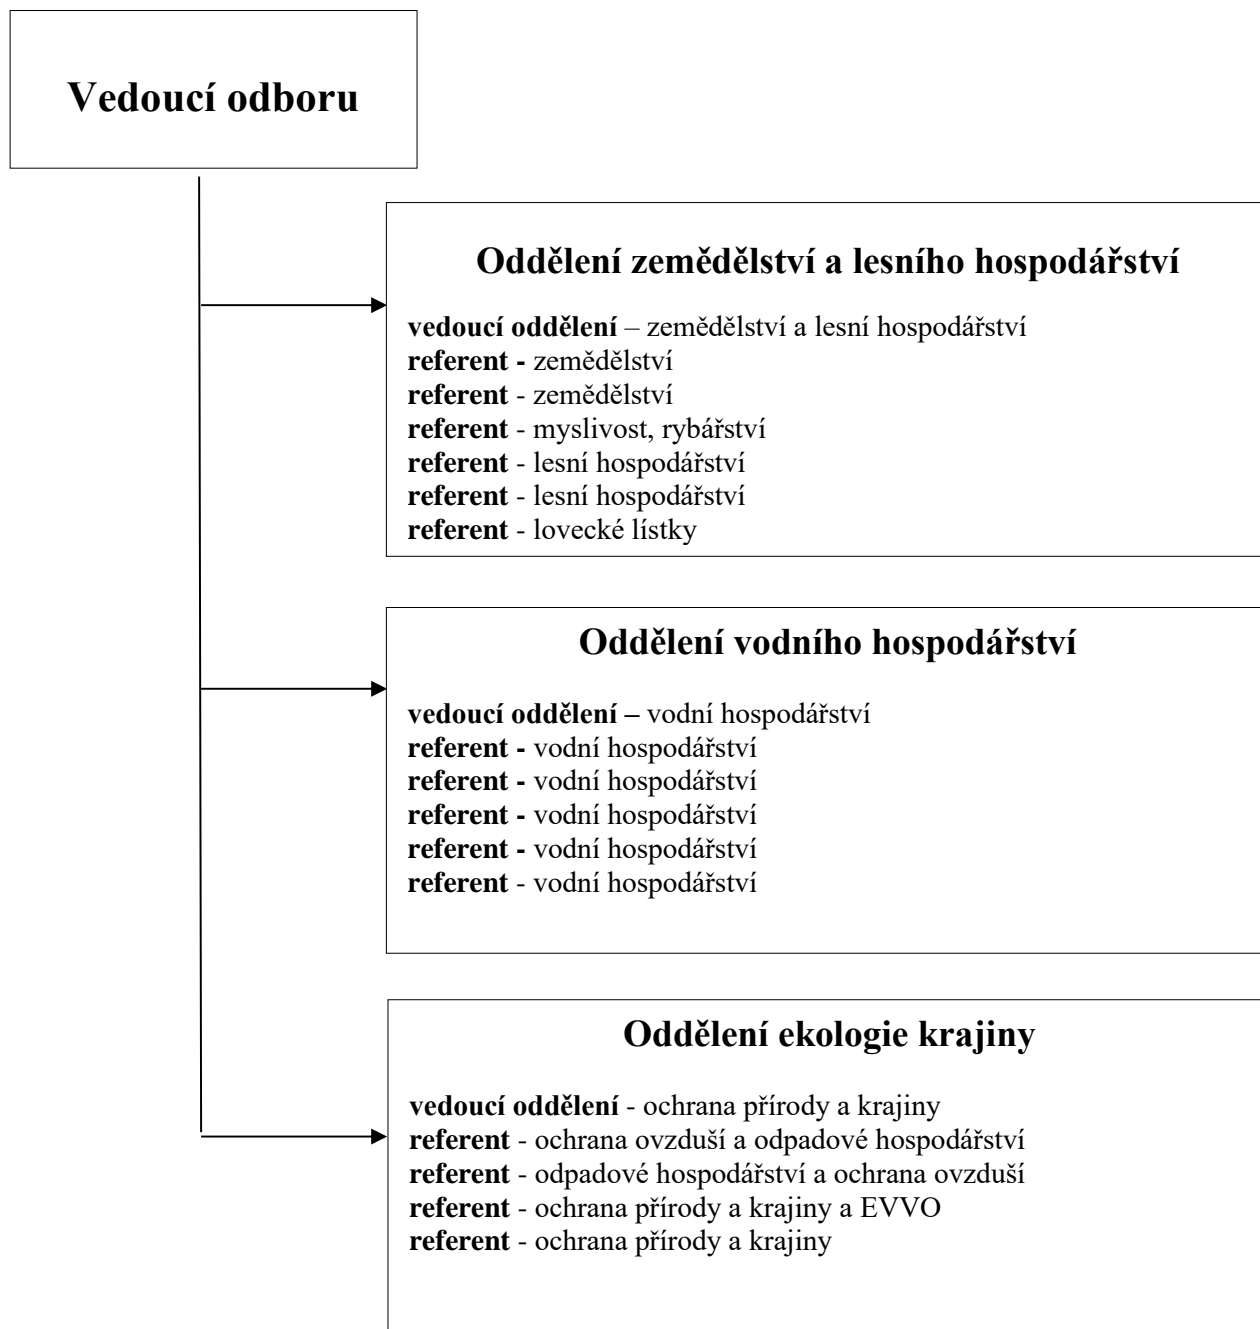 Vedoucí odboru
Oddělení zemědělství a lesního hospodářství
vedoucí oddělení – zemědělství a lesní hospodářství
referent - zemědělství
referent - zemědělství
referent - myslivost, rybářství
referent - lesní hospodářství
referent - lesní hospodářství
referent - lovecké lístky
Oddělení vodního hospodářství
vedoucí oddělení – vodní hospodářství
referent - vodní hospodářství
referent - vodní hospodářství
referent - vodní hospodářství
referent - vodní hospodářství
referent - vodní hospodářství
Oddělení ekologie krajiny
vedoucí oddělení - ochrana přírody a krajiny
referent - ochrana ovzduší a odpadové hospodářství
referent - odpadové hospodářství a ochrana ovzduší
referent - ochrana přírody a krajiny a EVVO
referent - ochrana přírody a krajiny